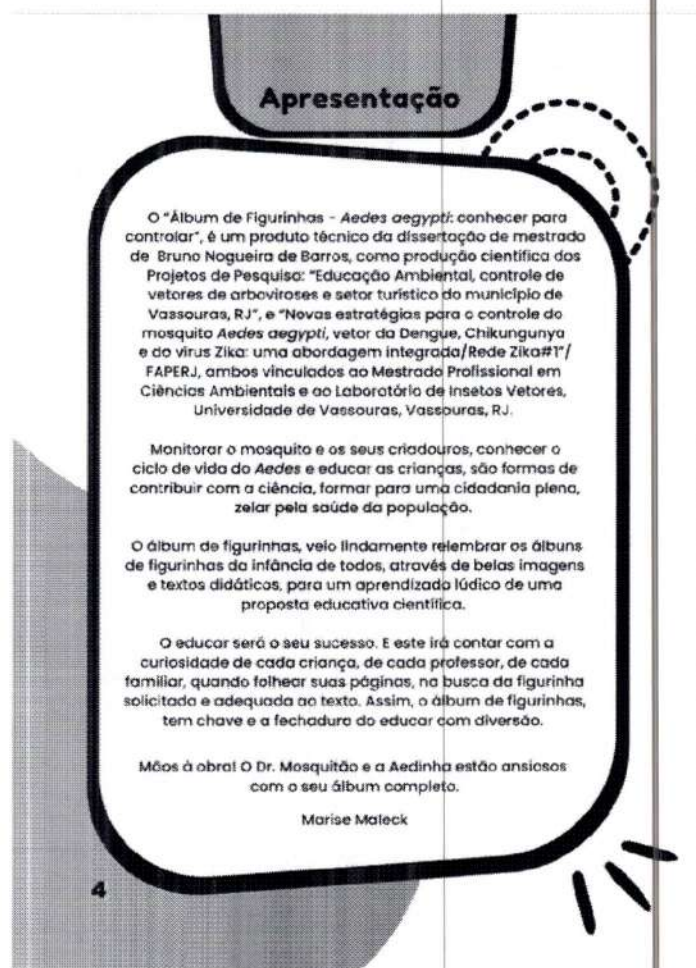 Apresentação
O "Álbum de Figurinhas - Aedes aegypti: conhecer para
controlar", é um produto técnico da dissertação de mestrado
de Bruno Nogueira de Barros, como produção científica dos
Projetos de Pesquisa: "Educação Ambiental, controle de
vetores de arboviroses e setor turístico do município de
Vassouras, RJ", e "Novas estratégias para o controle do
mosquito Aedes aegypti, vetor da Dengue, Chikungunya
e do vírus Zika: uma abordagem integrada/Rede Zika#1"/
FAPERJ, ambos vinculados ao Mestrado Profissional em
Ciências Ambientais e ao Laboratório de Insetos Vetores,
Universidade de Vassouras, Vassouras, RJ.
Monitorar o mosquito e os seus criadouros, conhecer o
ciclo de vida do Aedes e educar as crianças, são formas de
contribuir com a ciência, formar para uma cidadania plena,
zelar pela saúde da população.
O álbum de figurinhas, veio lindamente relembrar os álbuns
de figurinhas da infância de todos, através de belas imagens
e textos didáticos, para um aprendizado lúdico de uma
proposta educativa científica.
O educar será o seu sucesso. E este irá contar com a
curiosidade de cada criança, de cada professor, de cada
familiar, quando folhear suas páginas, na busca da figurinha
solicitada e adequada ao texto. Assim, o álbum de figurinhas,
tem chave e a fechadura do educar com diversão.
Mãos à obra! O Dr. Mosquitão e a Aedinha estão ansiosos
com o seu álbum completo.
Marise Maleck
4